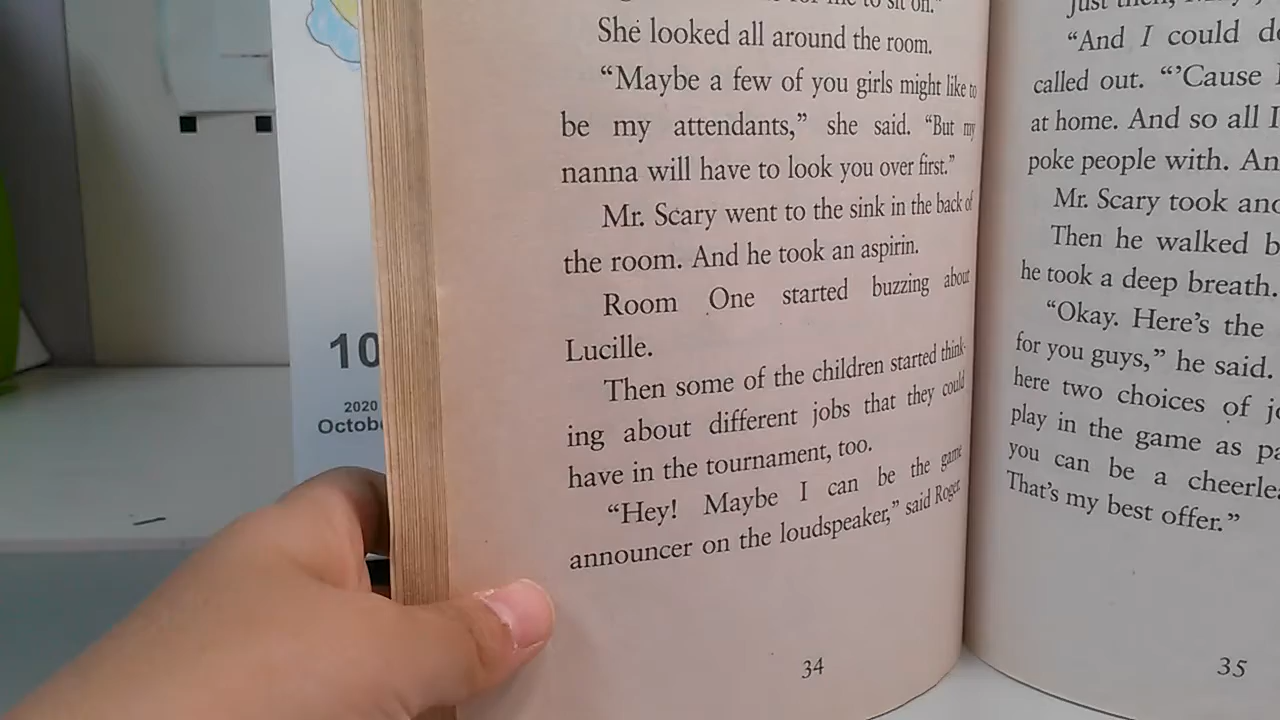 to sit on.”
She looked all around the room.
“Maybe a few of you girls might like to
be my attendants,” she said. “But my
nanna will have to look you over first.”
Mr. Scary went to the sink in the back of
the room. And he took an aspirin.
Room One started buzzing about
Lucille.
Then some of the children started think-
ing about different jobs that they could
have in the tournament, too.
“Hey! Maybe I can be the game
announcer on the loudspeaker,” said Roger.
34
“And I could
called out. “’Cause
at home. And so all I
poke people with.
Mr. Scary took
Then he walked
he took a deep breath.
“Okay. Here’s the
for you guys,” he said.
here two choices of
play in the game as
you can be a
That’s my best offer.”
35
10
2020